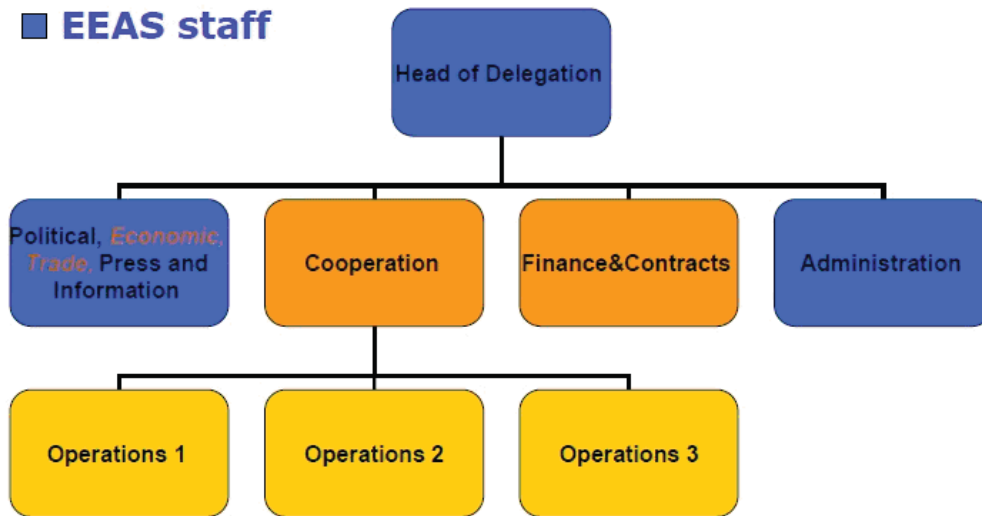 EEAS staff
Head of Delegation
Political, Economic,
Trade, Press and
Information
Cooperation
Finance&Contracts
Administration
Operations 1
Operations 2
Operations 3